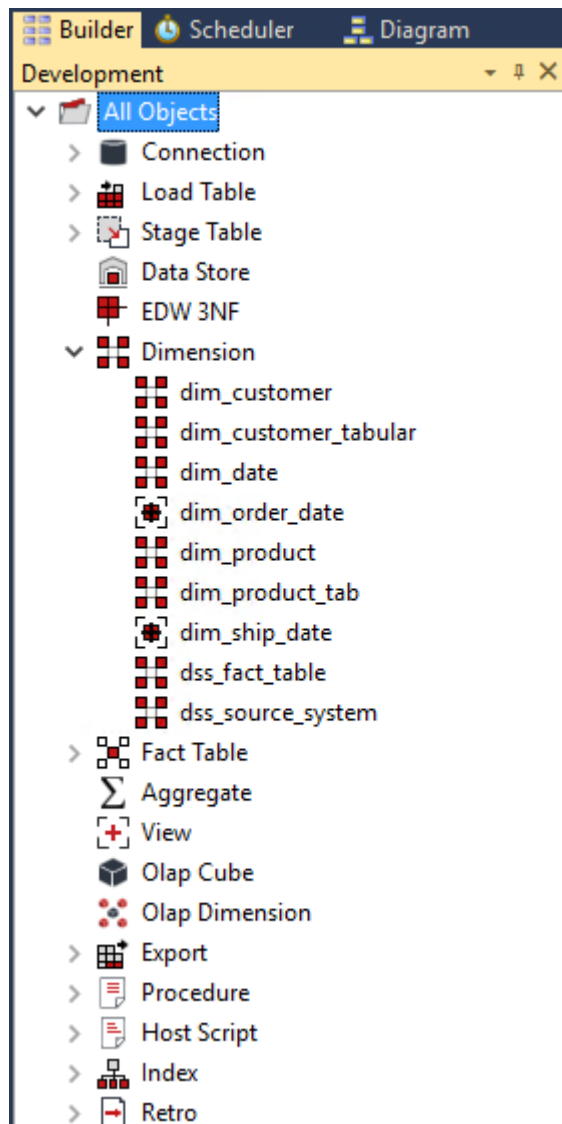 Builder Scheduler Diagram
Development
All Objects
Connection
Load Table
Stage Table
Data Store
EDW 3NF
Dimension
dim_customer
dim_customer_tabular
dim_date
dim_order_date
dim_product
dim_product_tab
dim_ship_date
dss_fact_table
dss_source_system
Fact Table
Aggregate
View
Olap Cube
Olap Dimension
Export
Procedure
Host Script
Index
Retro